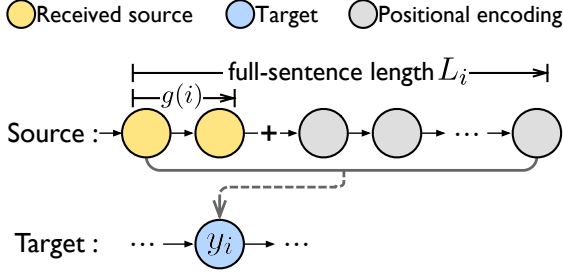 Received source Target Positional encoding
full-sentence length L_i
g(i)
Source : + ...
y_i
Target : ... ...